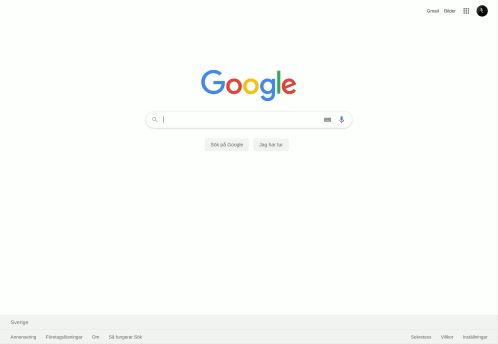 Gmail Bilder
Google
Sök på Google Jag har tur
Sverige
Annonsering Företagslösningar Om Så fungerar Sök Sekretess Villkor Inställningar